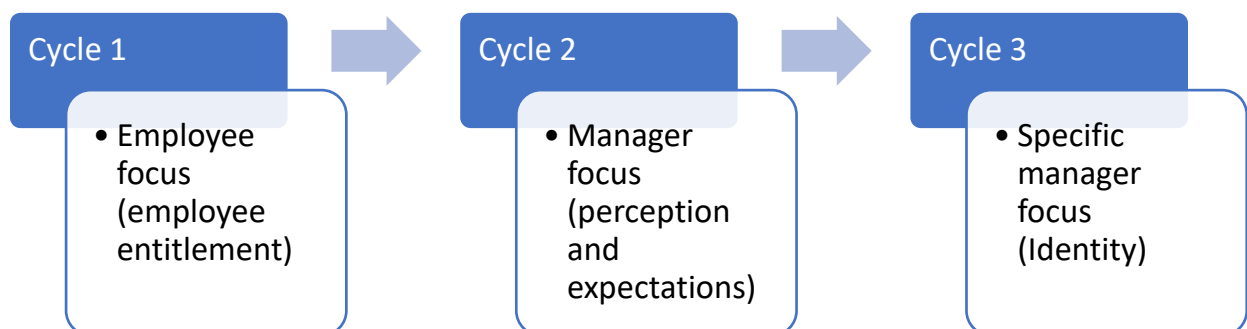 Cycle 1
• Employee
focus
(employee
entitlement)
Cycle 2
• Manager
focus
(perception
and
expectations)
Cycle 3
• Specific
manager
focus
(Identity)